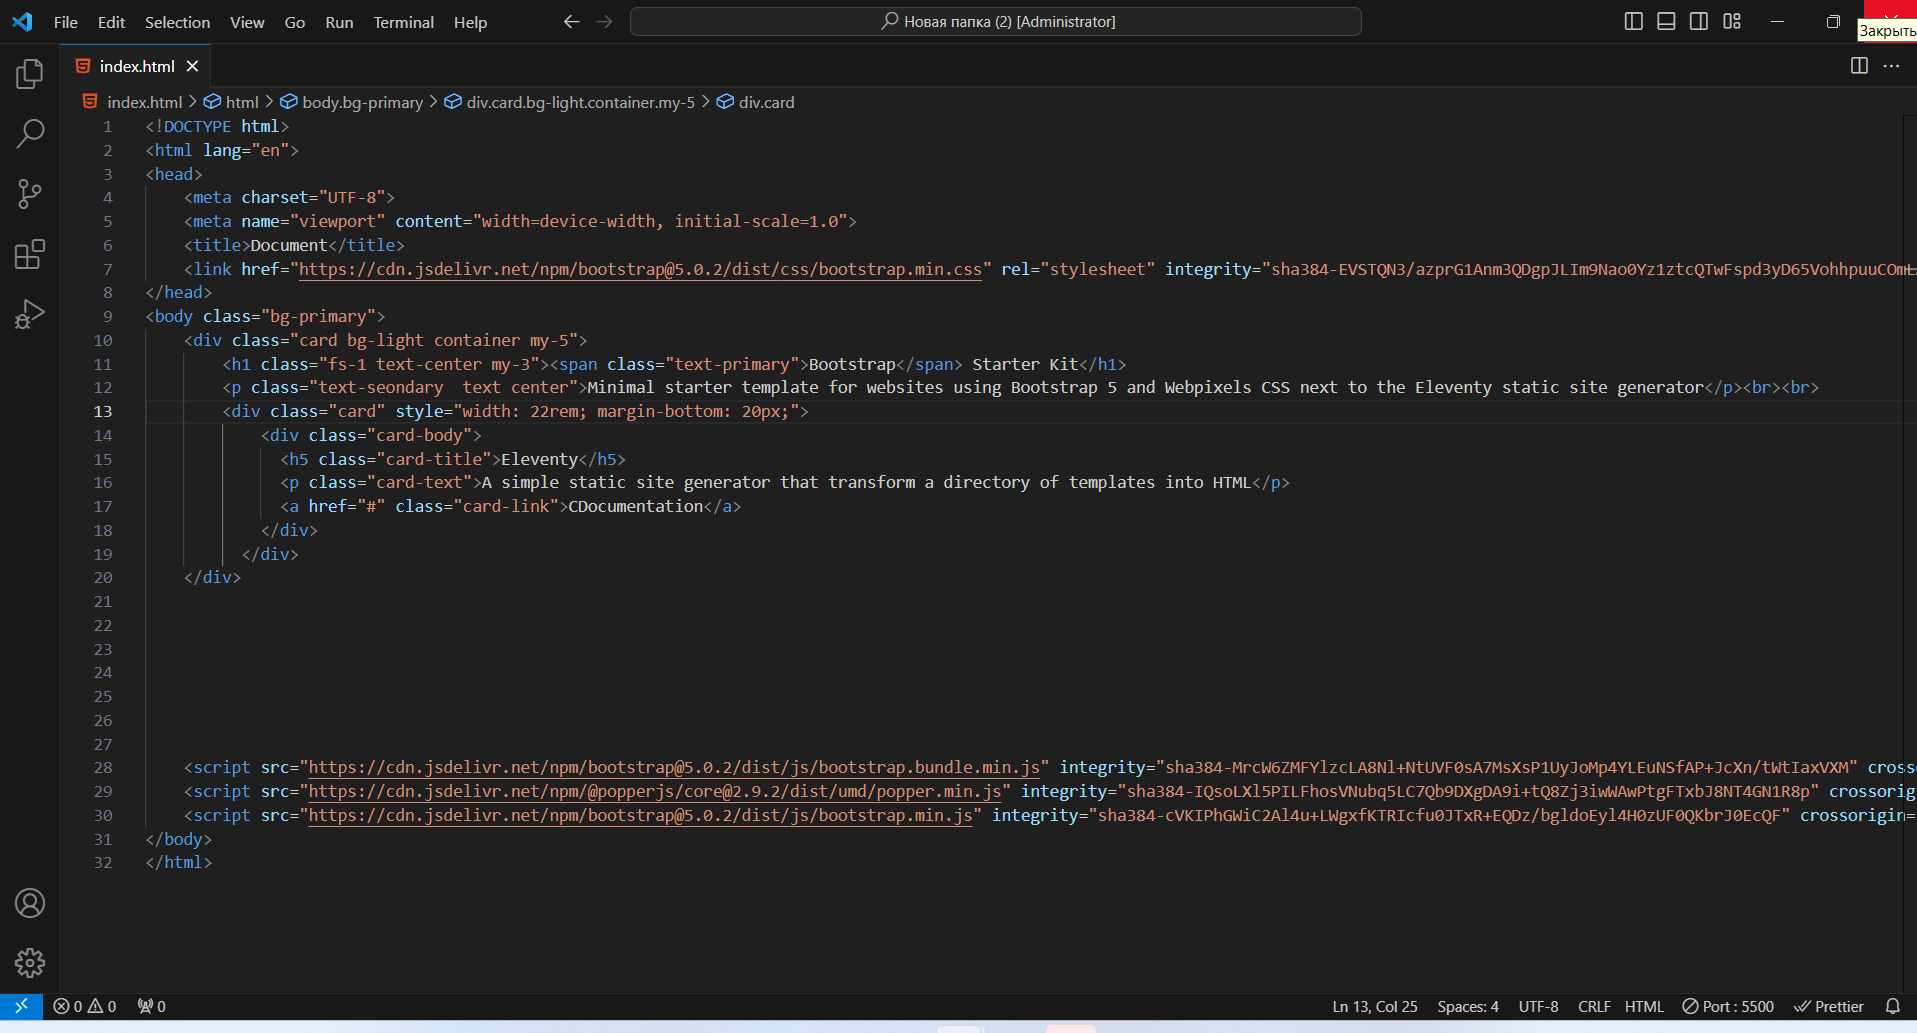 File Edit Selection View Go Run Terminal Help
Новая папка (2) [Administrator]
Закрыть
index.html
index.html > html > body.bg-primary > div.card.bg-light.container.my-5 > div.card
1 <!DOCTYPE html>
2 <html lang="en">
3 <head>
4 <meta charset="UTF-8">
5 <meta name="viewport" content="width=device-width, initial-scale=1.0">
6 <title>Document</title>
7 <link href="https://cdn.jsdelivr.net/npm/bootstrap@5.0.2/dist/css/bootstrap.min.css" rel="stylesheet" integrity="sha384-EVSTQN3/azprG1Anm3QDgpJLIm9Nao0Yz1ztcQTwFspd3yD65VohhpuuCOmL
8 </head>
9 <body class="bg-primary">
10 <div class="card bg-light container my-5">
11 <h1 class="fs-1 text-center my-3"><span class="text-primary">Bootstrap</span> Starter Kit</h1>
12 <p class="text-seondary  text center">Minimal starter template for websites using Bootstrap 5 and Webpixels CSS next to the Eleventy static site generator</p><br><br>
13 <div class="card" style="width: 22rem; margin-bottom: 20px;">
14 <div class="card-body">
15 <h5 class="card-title">Eleventy</h5>
16 <p class="card-text">A simple static site generator that transform a directory of templates into HTML</p>
17 <a href="#" class="card-link">CDocumentation</a>
18 </div>
19 </div>
20 </div>
21
22
23
24
25
26
27
28 <script src="https://cdn.jsdelivr.net/npm/bootstrap@5.0.2/dist/js/bootstrap.bundle.min.js" integrity="sha384-MrcW6ZMFYlzcLA8Nl+NtUVF0sA7MsXsP1UyJoMp4YLEuNSfAP+JcXn/tWtIaxVXM" cross
29 <script src="https://cdn.jsdelivr.net/npm/@popperjs/core@2.9.2/dist/umd/popper.min.js" integrity="sha384-IQsoLXl5PILFhosVNubq5LC7Qb9DXgDA9i+tQ8Zj3iwWAwPtgFTxbJ8NT4GN1R8p" crossorig
30 <script src="https://cdn.jsdelivr.net/npm/bootstrap@5.0.2/dist/js/bootstrap.min.js" integrity="sha384-cVKIPhGWiC2Al4u+LWgxfKTRIcfu0JTxR+EQDz/bgldoEyl4H0zUF0QKbrJ0EcQF" crossorigin=
31 </body>
32 </html>
0 0 0 Ln 13, Col 25 Spaces: 4 UTF-8 CRLF HTML Port : 5500 Prettier